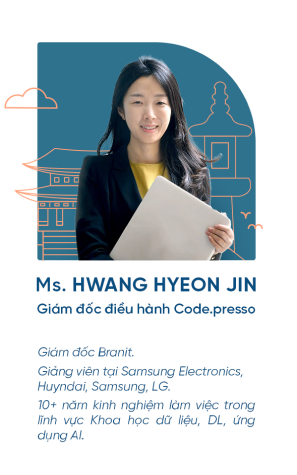 Ms. HWANG HYEON JIN
Giám đốc điều hành Code.presso
Giám đốc Branit.
Giảng viên tại Samsung Electronics,
Huyndai, Samsung, LG.
10+ năm kinh nghiệm làm việc trong
lĩnh vực Khoa học dữ liệu, DL, ứng
dụng AI.